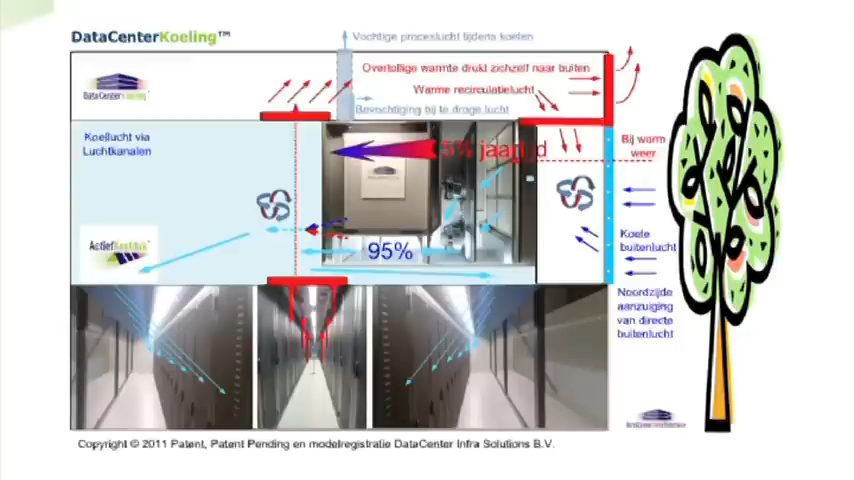 DataCenterKoeling™
Vochtige proceslucht tijdens koelen
Overtollige warmte drukt zichzelf naar buiten
Warme recirculatielucht
Bevochtiging bij te droge lucht
DataCenterKoeling
Koellucht via
Luchtkanalen
5% jaar
Bij warm
weer
95%
Koele
buitenlucht
Noordzijde
aanzuiging
van directe
buitenlucht
Copyright © 2011 Patent, Patent Pending en modelregistratie DataCenter Infra Solutions B.V.